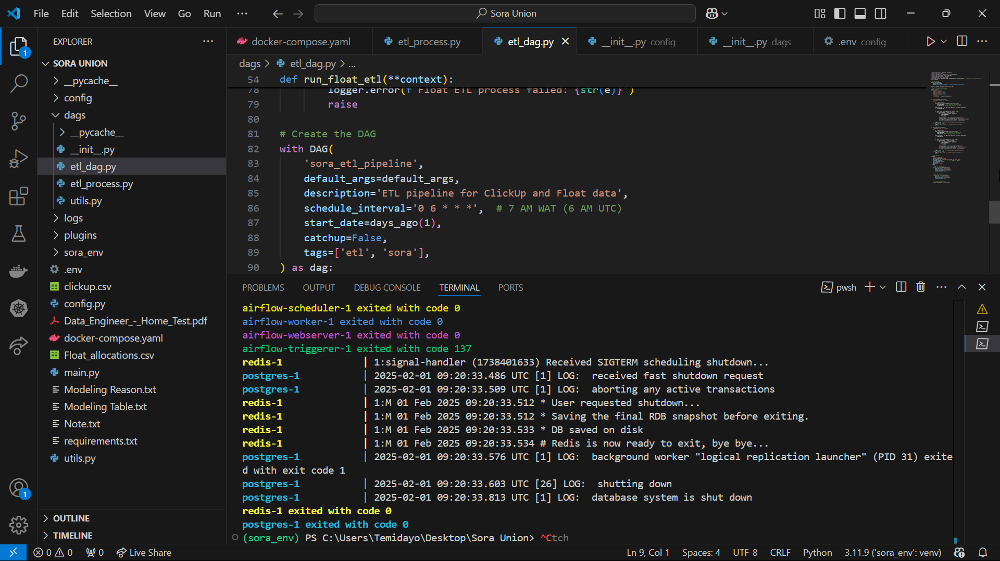 File Edit Selection View Go Run ... Sora Union
EXPLORER ...
SORA UNION
__pycache__
config
dags
__pycache__
__init__.py
etl_dag.py
etl_process.py
utils.py
logs
plugins
sora_env
.env
clickup.csv
config.py
Data_Engineer_-_Home_Test.pdf
docker-compose.yaml
Float_allocations.csv
main.py
Modeling Reason.txt
Modeling Table.txt
Note.txt
requirements.txt
utils.py
OUTLINE
TIMELINE
1
1
docker-compose.yaml etl_process.py etl_dag.py __init__.py config __init__.py dags .env config
dags > etl_dag.py > ...
54 def run_float_etl(**context):
78 logger.error(f"Float ETL process failed: {str(e)}")
79 raise
80
81 # Create the DAG
82 with DAG(
83 'sora_etl_pipeline',
84 default_args=default_args,
85 description='ETL pipeline for ClickUp and Float data',
86 schedule_interval='0 6 * * *',  # 7 AM WAT (6 AM UTC)
87 start_date=days_ago(1),
88 catchup=False,
89 tags=['etl', 'sora'],
90 ) as dag:
PROBLEMS OUTPUT DEBUG CONSOLE TERMINAL PORTS pwsh
airflow-scheduler-1 exited with code 0
airflow-worker-1 exited with code 0
airflow-webserver-1 exited with code 0
airflow-triggerer-1 exited with code 137
redis-1 | 1:signal-handler (1738401633) Received SIGTERM scheduling shutdown...
postgres-1 | 2025-02-01 09:20:33.486 UTC [1] LOG:  received fast shutdown request
postgres-1 | 2025-02-01 09:20:33.509 UTC [1] LOG:  aborting any active transactions
redis-1 | 1:M 01 Feb 2025 09:20:33.512 * User requested shutdown...
redis-1 | 1:M 01 Feb 2025 09:20:33.512 * Saving the final RDB snapshot before exiting.
redis-1 | 1:M 01 Feb 2025 09:20:33.533 * DB saved on disk
redis-1 | 1:M 01 Feb 2025 09:20:33.534 # Redis is now ready to exit, bye bye...
postgres-1 | 2025-02-01 09:20:33.576 UTC [1] LOG:  background worker "logical replication launcher" (PID 31) exite
d with exit code 1
postgres-1 | 2025-02-01 09:20:33.603 UTC [26] LOG:  shutting down
postgres-1 | 2025-02-01 09:20:33.813 UTC [1] LOG:  database system is shut down
redis-1 exited with code 0
postgres-1 exited with code 0
(sora_env) PS C:\Users\Temidayo\Desktop\Sora Union> ^Ctch
0 0 0 Live Share Ln 9, Col 1 Spaces: 4 UTF-8 CRLF Python 3.11.9 ('sora_env': venv)